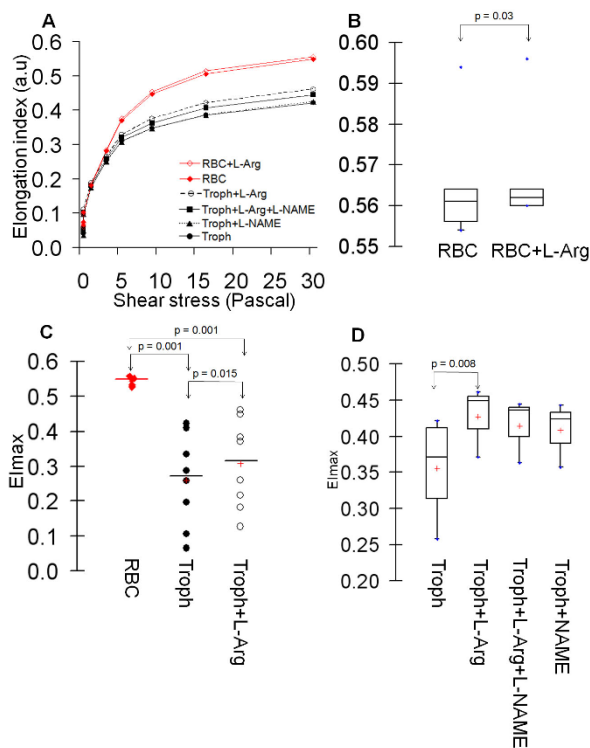 A
Elongation index (a.u)
0.6
0.5
0.4
0.3
0.2
0.1
0.0
RBC+L-Arg
RBC
Troph+L-Arg
Troph+L-Arg+L-NAME
Troph+L-NAME
Troph
0 5 10 15 20 25 30
Shear stress (Pascal)
B
p = 0.03
0.60
0.59
0.58
0.57
0.56
0.55
RBC RBC+L-Arg
C
p = 0.001
p = 0.001
p = 0.015
EImax
0.6
0.5
0.4
0.3
0.2
0.1
0.0
RBC
Troph
Troph+L-Arg
D
p = 0.008
EImax
0.45
0.40
0.35
0.30
0.25
0.20
Troph
Troph+L-Arg
Troph+L-Arg+L-NAME
Troph+NAME